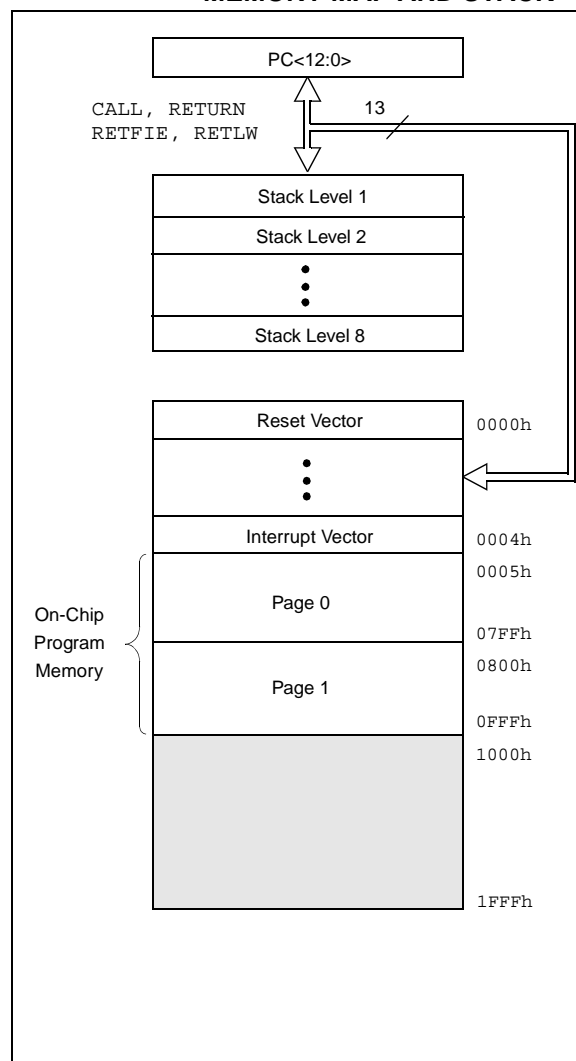 MEMORY MAP AND STACK
PC<12:0>
CALL, RETURN
RETFIE, RETLW
13
Stack Level 1
Stack Level 2
Stack Level 8
Reset Vector
0000h
Interrupt Vector
0004h
0005h
Page 0
07FFh
On-Chip
Program
Memory
0800h
Page 1
0FFFh
1000h
1FFFh